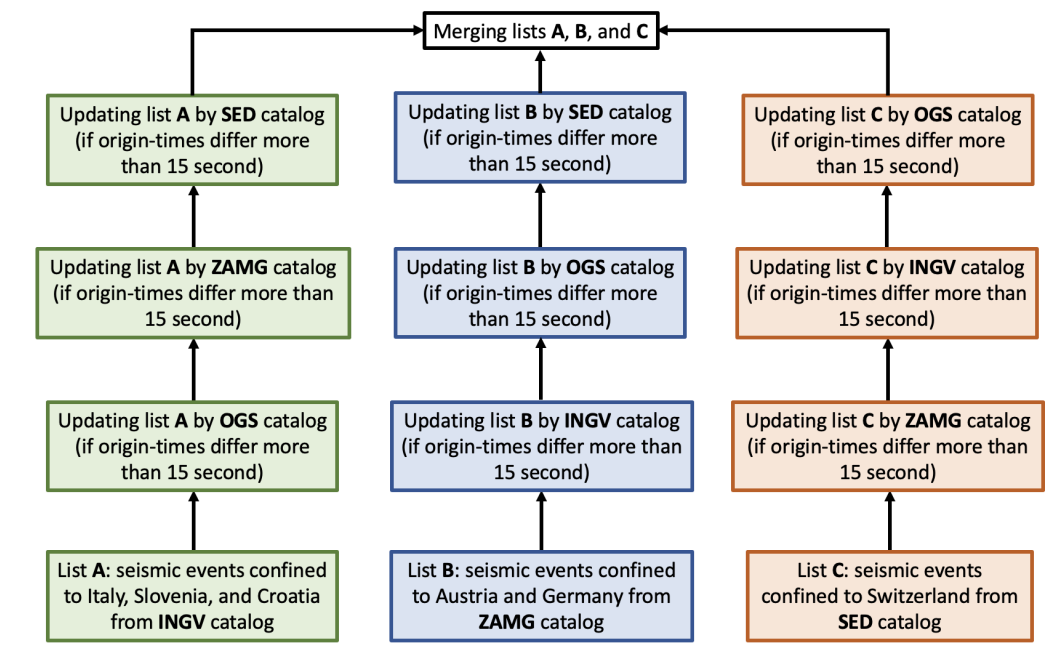 Merging lists A, B, and C
Updating list A by SED catalog
(if origin-times differ more
than 15 second)
Updating list B by SED catalog
(if origin-times differ more
than 15 second)
Updating list C by OGS catalog
(if origin-times differ more
than 15 second)
Updating list A by ZAMG catalog
(if origin-times differ more than
15 second)
Updating list B by OGS catalog
(if origin-times differ more
than 15 second)
Updating list C by INGV catalog
(if origin-times differ more than
15 second)
Updating list A by OGS catalog
(if origin-times differ more
than 15 second)
Updating list B by INGV catalog
(if origin-times differ more than
15 second)
Updating list C by ZAMG catalog
(if origin-times differ more than
15 second)
List A: seismic events confined
to Italy, Slovenia, and Croatia
from INGV catalog
List B: seismic events confined
to Austria and Germany from
ZAMG catalog
List C: seismic events
confined to Switzerland from
SED catalog